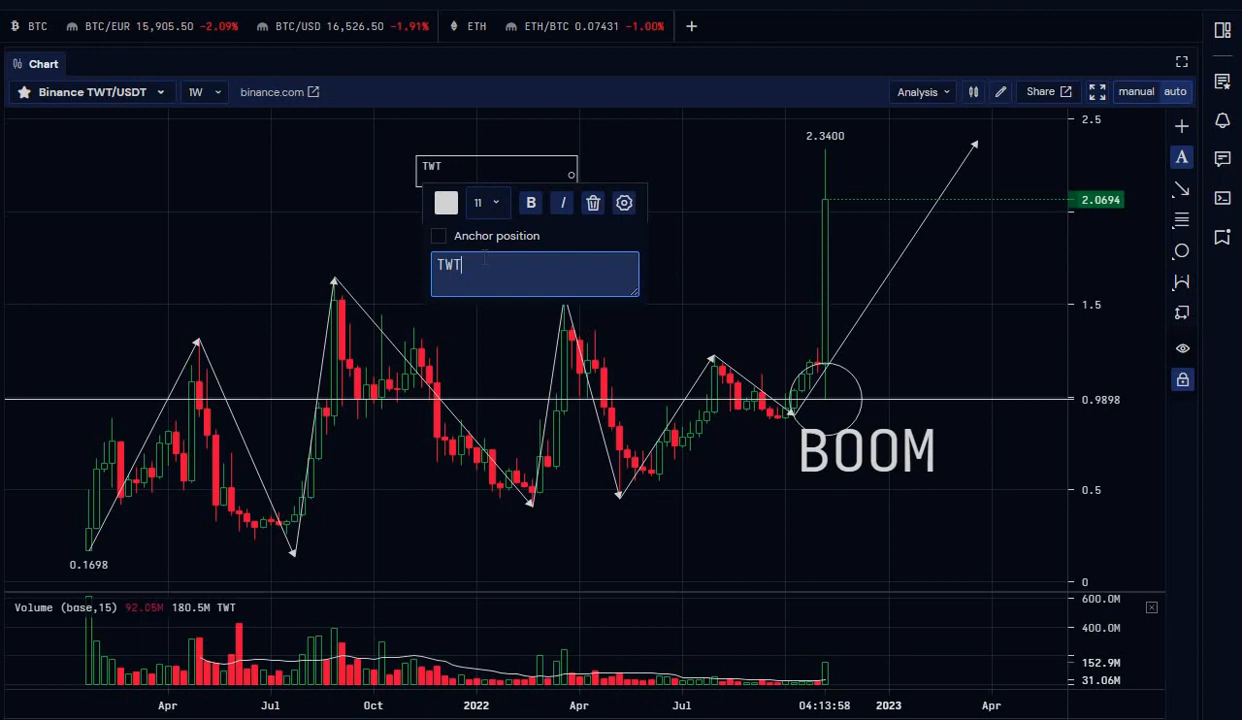 BTC BTC/EUR 15,905.50 -2.09% BTC/USD 16,526.50 -1.91% ETH ETH/BTC 0.07431 -1.00% +
Chart
Binance TWT/USDT 1W binance.com Analysis Share manual auto
2.5
2.3400
TWT
A
2.0694
11 B I
Anchor position
TWT
1.5
0.9898
BOOM
0.5
0.1698
0
Volume (base,15) 92.05M 180.5M TWT
600.0M
400.0M
152.9M
31.06M
Apr Jul Oct 2022 Apr Jul 04:13:58 2023 Apr